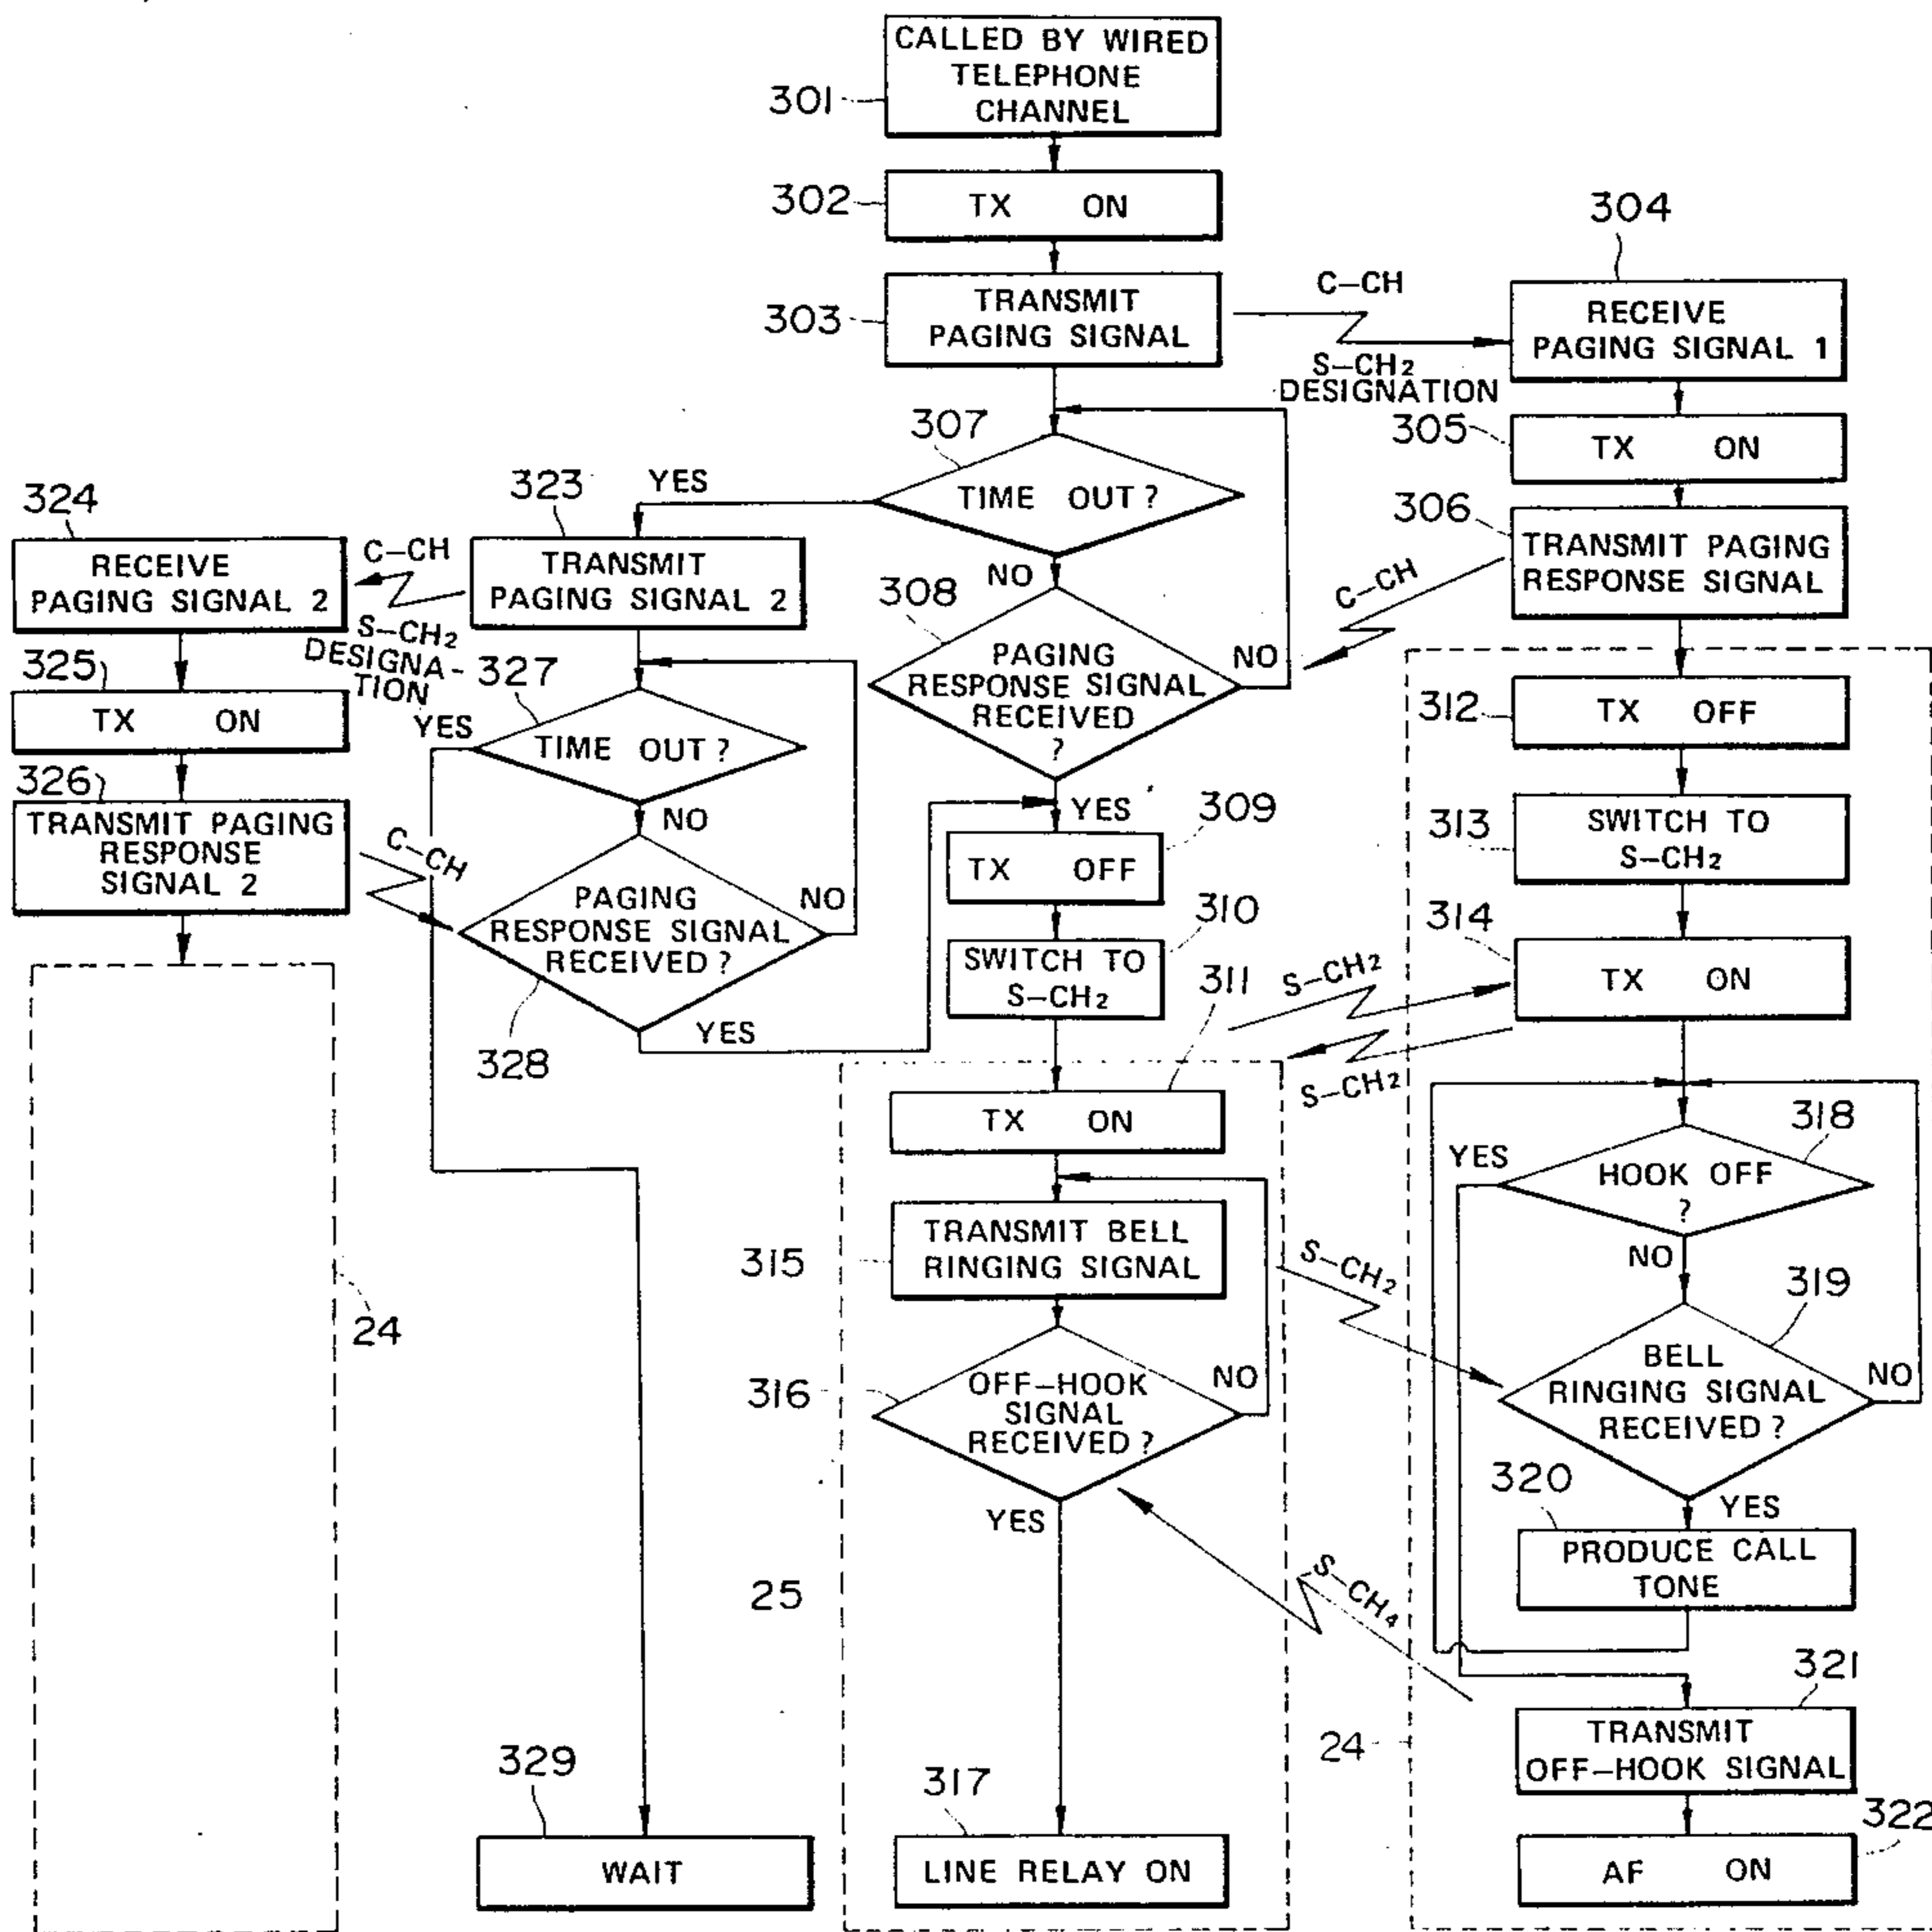 CALLED BY WIRED
TELEPHONE
CHANNEL
301
TX ON
302
TRANSMIT
PAGING SIGNAL
303
C-CH
S-CH2
DESIGNATION
304
RECEIVE
PAGING SIGNAL 1
305
TX ON
306
TRANSMIT PAGING
RESPONSE SIGNAL
C-CH
307
TIME OUT?
YES
NO
308
PAGING
RESPONSE SIGNAL
RECEIVED
?
NO
YES
323
TRANSMIT
PAGING SIGNAL 2
C-CH
S-CH2
DESIGNA-
TION
324
RECEIVE
PAGING SIGNAL 2
325
TX ON
326
TRANSMIT PAGING
RESPONSE
SIGNAL 2
C-CH
327
TIME OUT?
YES
NO
PAGING
RESPONSE SIGNAL
RECEIVED?
NO
YES
328
309
TX OFF
310
SWITCH TO
S-CH2
311
TX ON
S-CH2
S-CH2
312
TX OFF
313
SWITCH TO
S-CH2
314
TX ON
315
TRANSMIT BELL
RINGING SIGNAL
S-CH2
316
OFF-HOOK
SIGNAL
RECEIVED?
NO
YES
25
S-CH4
317
LINE RELAY ON
318
HOOK OFF
?
YES
NO
319
BELL
RINGING SIGNAL
RECEIVED?
NO
YES
320
PRODUCE CALL
TONE
321
TRANSMIT
OFF-HOOK SIGNAL
24
322
AF ON
24
329
WAIT